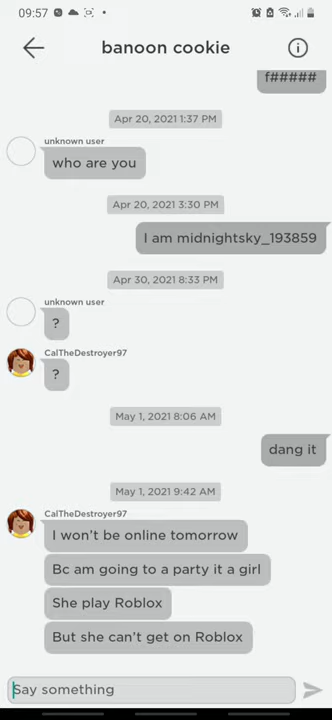 09:57
banoon cookie
f#####
Apr 20, 2021 1:37 PM
unknown user
who are you
Apr 20, 2021 3:30 PM
I am midnightsky_193859
Apr 30, 2021 8:33 PM
unknown user
?
CalTheDestroyer97
?
May 1, 2021 8:06 AM
dang it
May 1, 2021 9:42 AM
CalTheDestroyer97
I won't be online tomorrow
Bc am going to a party it a girl
She play Roblox
But she can't get on Roblox
Say something